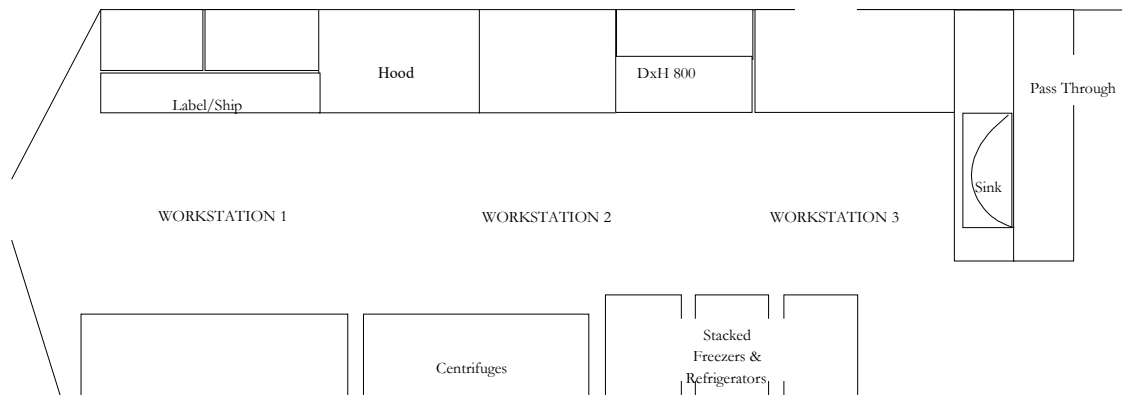 Hood
DxH 800
Pass Through
Label/Ship
Sink
WORKSTATION 1
WORKSTATION 2
WORKSTATION 3
Stacked
Freezers &
Refrigerators
Centrifuges